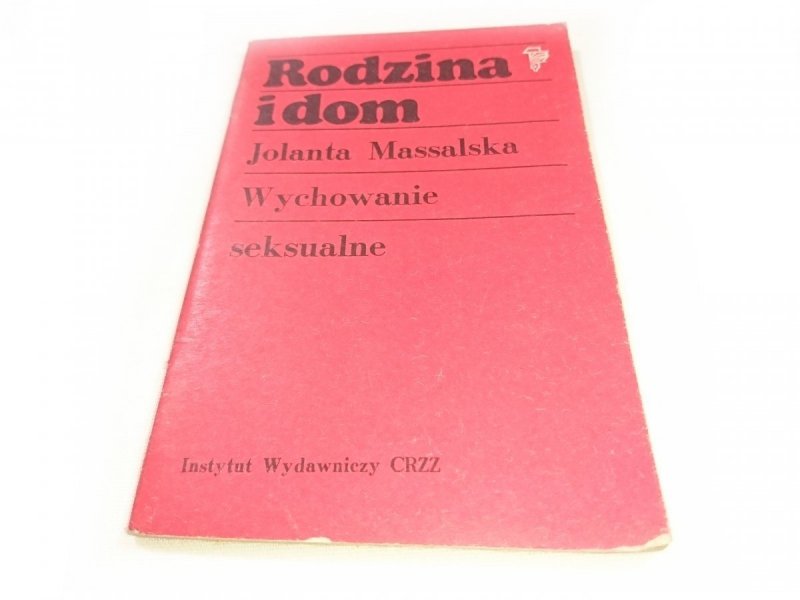 Rodzina
i dom
Jolanta Massalska
Wychowanie
seksualne
Instytut Wydawniczy CRZZ